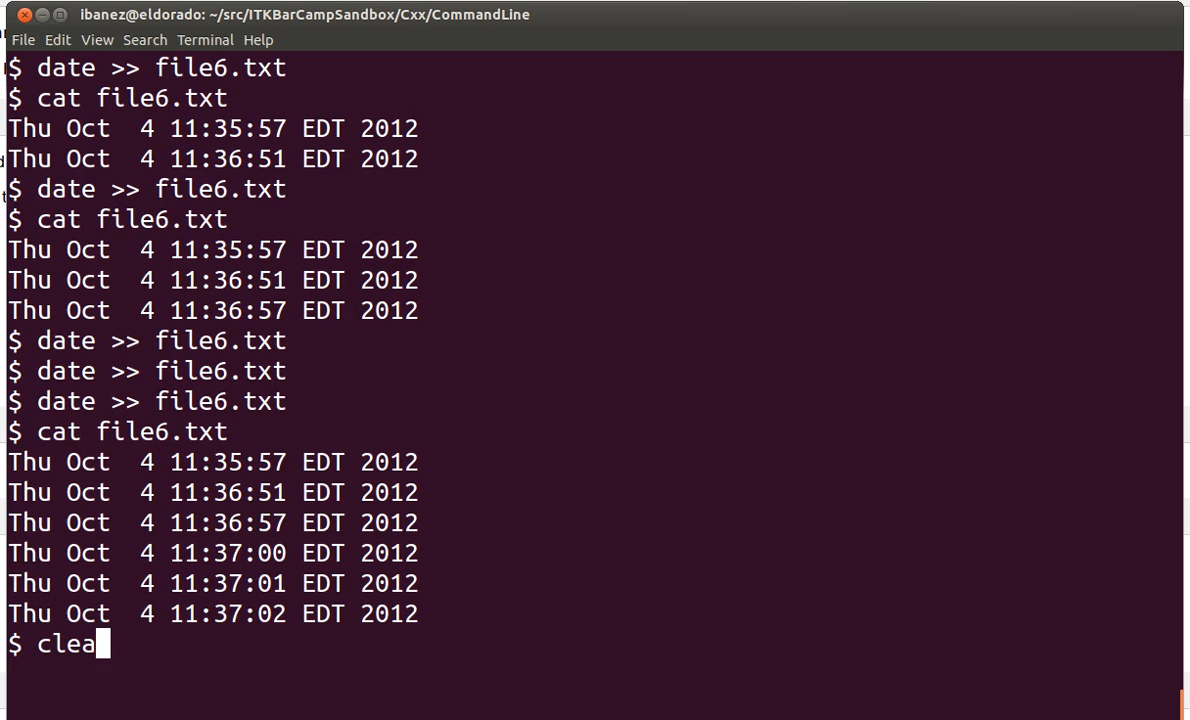 ibanez@eldorado: ~/src/ITKBarCampSandbox/Cxx/CommandLine
File Edit View Search Terminal Help
$ date >> file6.txt
$ cat file6.txt
Thu Oct  4 11:35:57 EDT 2012
Thu Oct  4 11:36:51 EDT 2012
$ date >> file6.txt
$ cat file6.txt
Thu Oct  4 11:35:57 EDT 2012
Thu Oct  4 11:36:51 EDT 2012
Thu Oct  4 11:36:57 EDT 2012
$ date >> file6.txt
$ date >> file6.txt
$ date >> file6.txt
$ cat file6.txt
Thu Oct  4 11:35:57 EDT 2012
Thu Oct  4 11:36:51 EDT 2012
Thu Oct  4 11:36:57 EDT 2012
Thu Oct  4 11:37:00 EDT 2012
Thu Oct  4 11:37:01 EDT 2012
Thu Oct  4 11:37:02 EDT 2012
$ clea